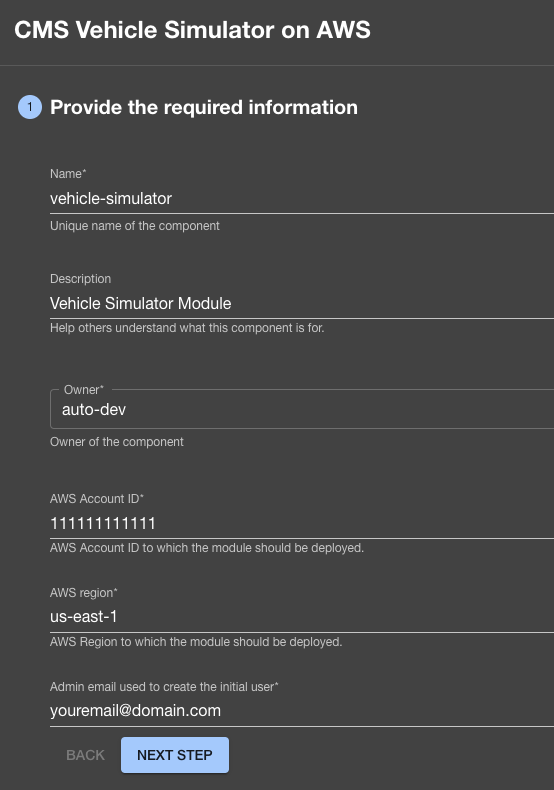 CMS Vehicle Simulator on AWS
1 Provide the required information
Name*
vehicle-simulator
Unique name of the component
Description
Vehicle Simulator Module
Help others understand what this component is for.
Owner*
auto-dev
Owner of the component
AWS Account ID*
111111111111
AWS Account ID to which the module should be deployed.
AWS region*
us-east-1
AWS Region to which the module should be deployed.
Admin email used to create the initial user*
youremail@domain.com
BACK NEXT STEP